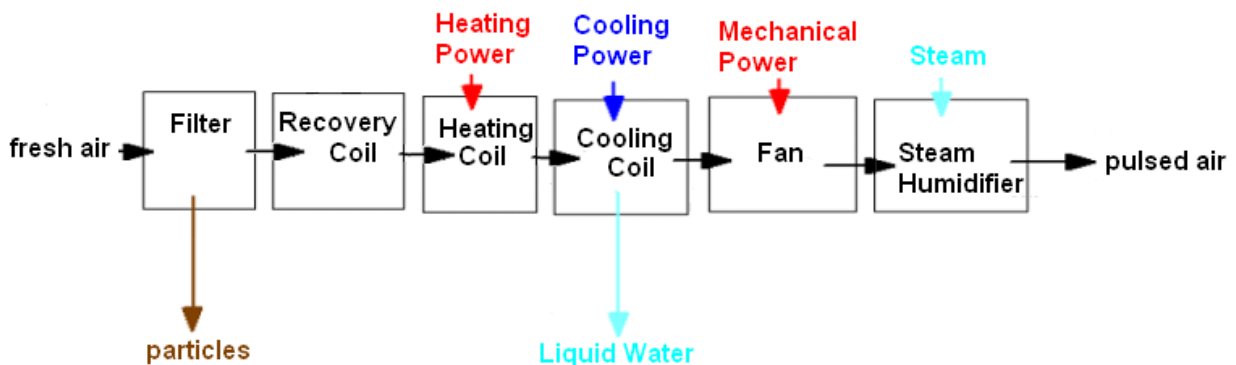 Heating
Power
Cooling
Power
Mechanical
Power
Steam
fresh air
Filter
Recovery
Coil
Heating
Coil
Cooling
Coil
Fan
Steam
Humidifier
pulsed air
particles
Liquid Water